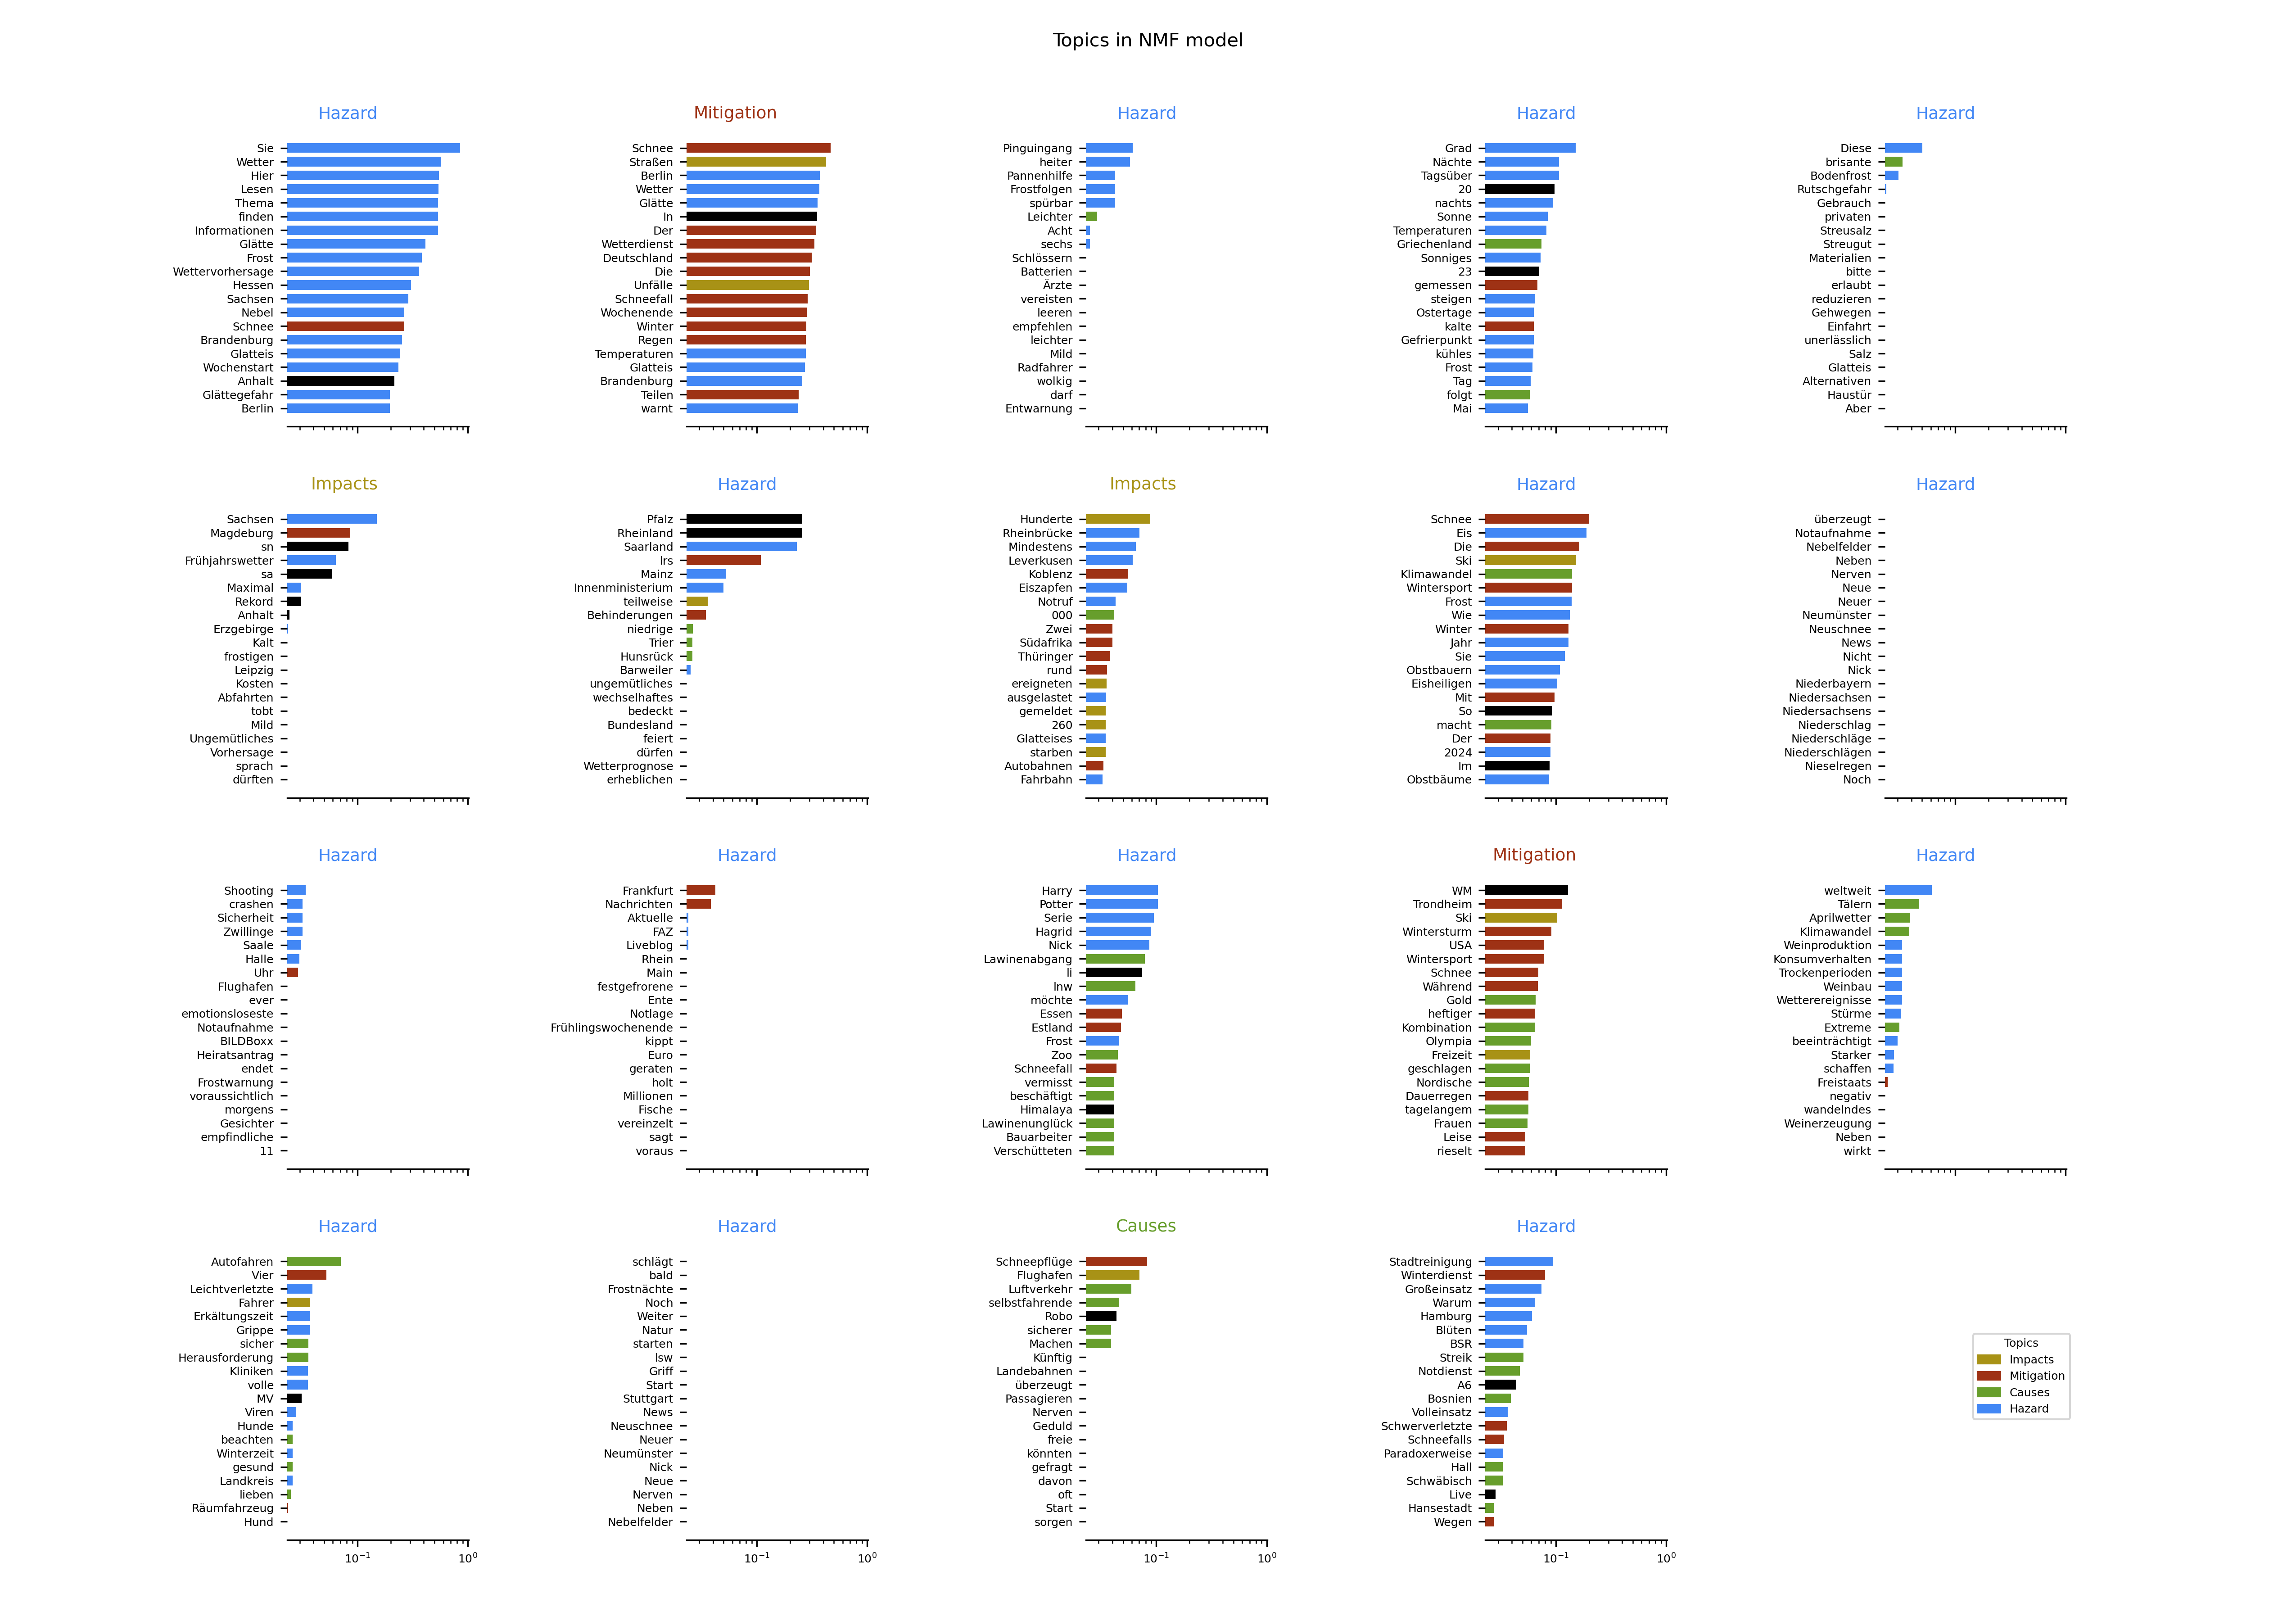 Topics in NMF model
Hazard
Sie
Wetter
Hier
Lesen
Thema
finden
Informationen
Glätte
Frost
Wettervorhersage
Hessen
Sachsen
Nebel
Schnee
Brandenburg
Glatteis
Wochenstart
Anhalt
Glättegefahr
Berlin
Mitigation
Schnee
Straßen
Berlin
Wetter
Glätte
In
Der
Wetterdienst
Deutschland
Die
Unfälle
Schneefall
Wochenende
Winter
Regen
Temperaturen
Glatteis
Brandenburg
Teilen
warnt
Hazard
Pinguingang
heiter
Pannenhilfe
Frostfolgen
spürbar
Leichter
Acht
sechs
Schlössern
Batterien
Ärzte
vereisten
leeren
empfehlen
leichter
Mild
Radfahrer
wolkig
darf
Entwarnung
Hazard
Grad
Nächte
Tagsüber
20
nachts
Sonne
Temperaturen
Griechenland
Sonniges
23
gemessen
steigen
Ostertage
kalte
Gefrierpunkt
kühles
Frost
Tag
folgt
Mai
Hazard
Diese
brisante
Bodenfrost
Rutschgefahr
Gebrauch
privaten
Streusalz
Streugut
Materialien
bitte
erlaubt
reduzieren
Gehwegen
Einfahrt
unerlässlich
Salz
Glatteis
Alternativen
Haustür
Aber
Impacts
Sachsen
Magdeburg
sn
Frühjahrswetter
sa
Maximal
Rekord
Anhalt
Erzgebirge
Kalt
frostigen
Leipzig
Kosten
Abfahrten
tobt
Mild
Ungemütliches
Vorhersage
sprach
dürften
Hazard
Pfalz
Rheinland
Saarland
lrs
Mainz
Innenministerium
teilweise
Behinderungen
niedrige
Trier
Hunsrück
Barweiler
ungemütliches
wechselhaftes
bedeckt
Bundesland
feiert
dürfen
Wetterprognose
erheblichen
Impacts
Hunderte
Rheinbrücke
Mindestens
Leverkusen
Koblenz
Eiszapfen
Notruf
000
Zwei
Südafrika
Thüringer
rund
ereigneten
ausgelastet
gemeldet
260
Glatteises
starben
Autobahnen
Fahrbahn
Hazard
Schnee
Eis
Die
Ski
Klimawandel
Wintersport
Frost
Wie
Winter
Jahr
Sie
Obstbauern
Eisheiligen
Mit
So
macht
Der
2024
Im
Obstbäume
Hazard
überzeugt
Notaufnahme
Nebelfelder
Neben
Nerven
Neue
Neuer
Neumünster
Neuschnee
News
Nicht
Nick
Niederbayern
Niedersachsen
Niedersachsens
Niederschlag
Niederschläge
Niederschlägen
Nieselregen
Noch
Hazard
Shooting
crashen
Sicherheit
Zwillinge
Saale
Halle
Uhr
Flughafen
ever
emotionsloseste
Notaufnahme
BILDBoxx
Heiratsantrag
endet
Frostwarnung
voraussichtlich
morgens
Gesichter
empfindliche
11
Hazard
Frankfurt
Nachrichten
Aktuelle
FAZ
Liveblog
Rhein
Main
festgefrorene
Ente
Notlage
Frühlingswochenende
kippt
Euro
geraten
holt
Millionen
Fische
vereinzelt
sagt
voraus
Hazard
Harry
Potter
Serie
Hagrid
Nick
Lawinenabgang
li
lnw
möchte
Essen
Estland
Frost
Zoo
Schneefall
vermisst
beschäftigt
Himalaya
Lawinenunglück
Bauarbeiter
Verschütteten
Mitigation
WM
Trondheim
Ski
Wintersturm
USA
Wintersport
Schnee
Während
Gold
heftiger
Kombination
Olympia
Freizeit
geschlagen
Nordische
Dauerregen
tagelangem
Frauen
Leise
rieselt
Hazard
weltweit
Tälern
Aprilwetter
Klimawandel
Weinproduktion
Konsumverhalten
Trockenperioden
Weinbau
Wetterereignisse
Stürme
Extreme
beeinträchtigt
Starker
schaffen
Freistaats
negativ
wandelndes
Weinerzeugung
Neben
wirkt
Hazard
Autofahren
Vier
Leichtverletzte
Fahrer
Erkältungszeit
Grippe
sicher
Herausforderung
Kliniken
volle
MV
Viren
Hunde
beachten
Winterzeit
gesund
Landkreis
lieben
Räumfahrzeug
Hund
10⁻¹ 10⁰
Hazard
schlägt
bald
Frostnächte
Noch
Weiter
Natur
starten
lsw
Griff
Start
Stuttgart
News
Neuschnee
Neuer
Neumünster
Nick
Neue
Nerven
Neben
Nebelfelder
10⁻¹ 10⁰
Causes
Schneepflüge
Flughafen
Luftverkehr
selbstfahrende
Robo
sicherer
Machen
Künftig
Landebahnen
überzeugt
Passagieren
Nerven
Geduld
freie
könnten
gefragt
davon
oft
Start
sorgen
10⁻¹ 10⁰
Hazard
Stadtreinigung
Winterdienst
Großeinsatz
Warum
Hamburg
Blüten
BSR
Streik
Notdienst
A6
Bosnien
Volleinsatz
Schwerverletzte
Schneefalls
Paradoxerweise
Hall
Schwäbisch
Live
Hansestadt
Wegen
10⁻¹ 10⁰
Topics
Impacts
Mitigation
Causes
Hazard